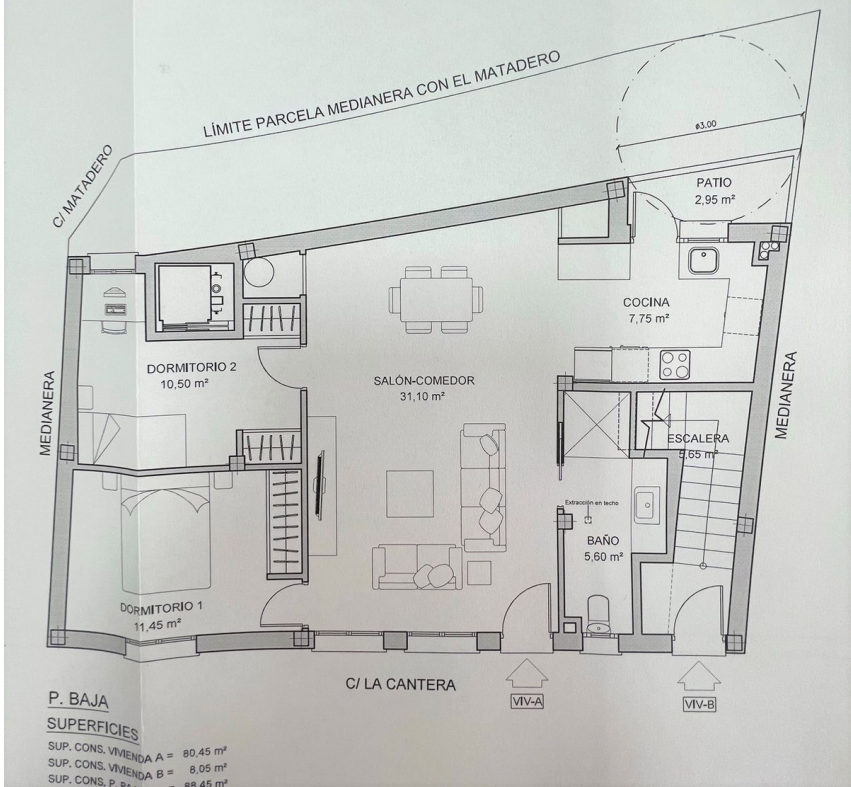 LÍMITE PARCELA MEDIANERA CON EL MATADERO
C/ MATADERO
ø3.00
PATIO
2,95 m²
COCINA
7,75 m²
DORMITORIO 2
10,50 m²
SALÓN-COMEDOR
31,10 m²
MEDIANERA
MEDIANERA
ESCALERA
5,65 m²
Extracción en techo
BAÑO
5,60 m²
DORMITORIO 1
11,45 m²
C/ LA CANTERA
VIV-A
VIV-B
P. BAJA
SUPERFICIES
SUP. CONS. VIVIENDA A = 80,45 m²
SUP. CONS. VIVIENDA B = 8,05 m²
SUP. CONS. P. = 88,45 m²